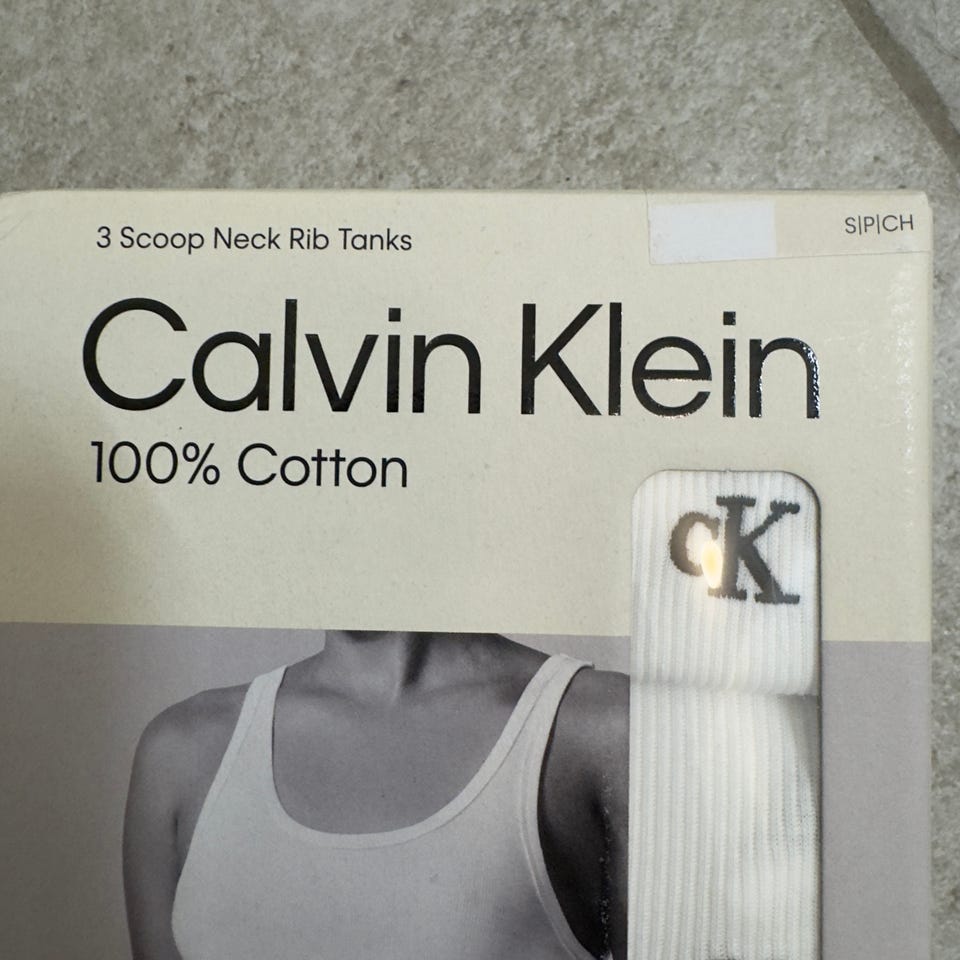 3 Scoop Neck Rib Tanks
S|P|CH
Calvin Klein
100% Cotton
cK